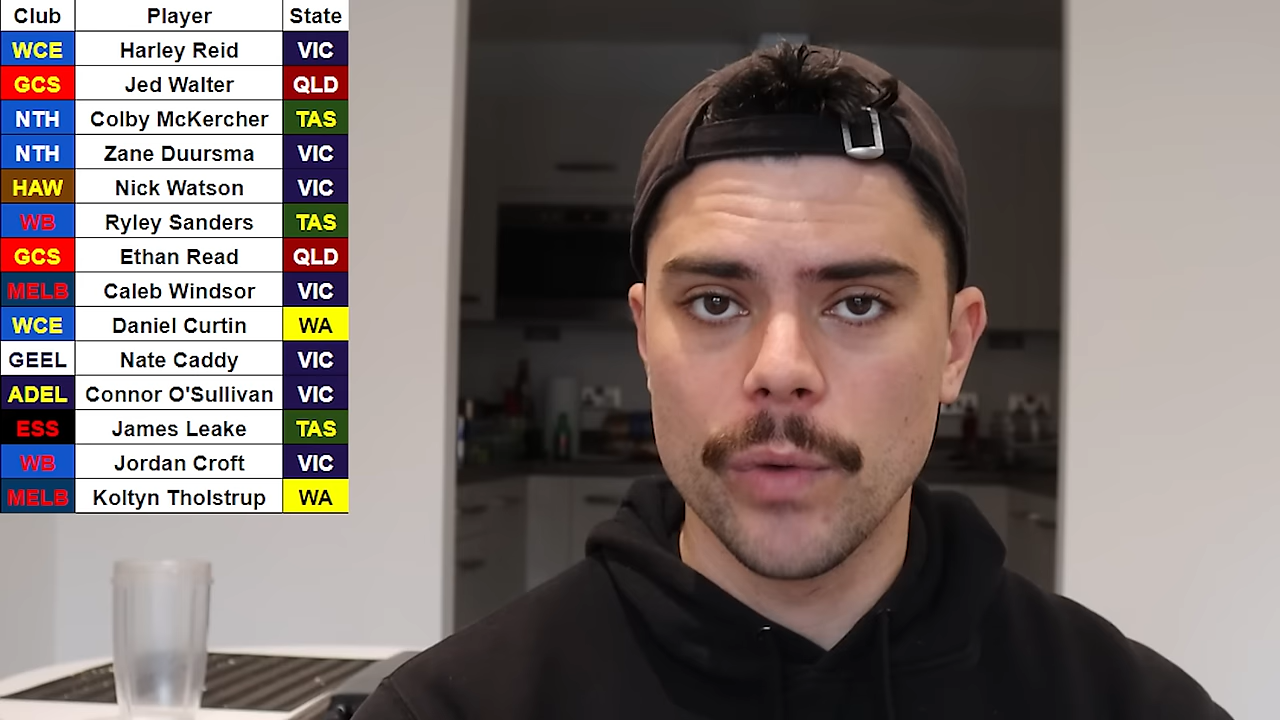 Club Player State
WCE Harley Reid VIC
GCS Jed Walter QLD
NTH Colby McKercher TAS
NTH Zane Duursma VIC
HAW Nick Watson VIC
WB Ryley Sanders TAS
GCS Ethan Read QLD
MELB Caleb Windsor VIC
WCE Daniel Curtin WA
GEEL Nate Caddy VIC
ADEL Connor O'Sullivan VIC
ESS James Leake TAS
WB Jordan Croft VIC
MELB Koltyn Tholstrup WA